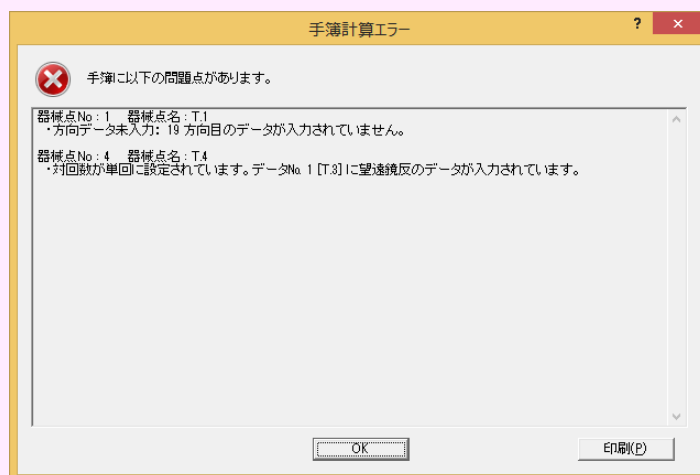 手簿計算エラー
? ×
手簿に以下の問題点があります。
器械点No : 1　器械点名 : T.1
・方向データ未入力: 19 方向目のデータが入力されていません。
器械点No : 4　器械点名 : T.4
・対回数が単回に設定されています。データNo. 1 [T.3]に望遠鏡反のデータが入力されています。
OK
印刷(P)